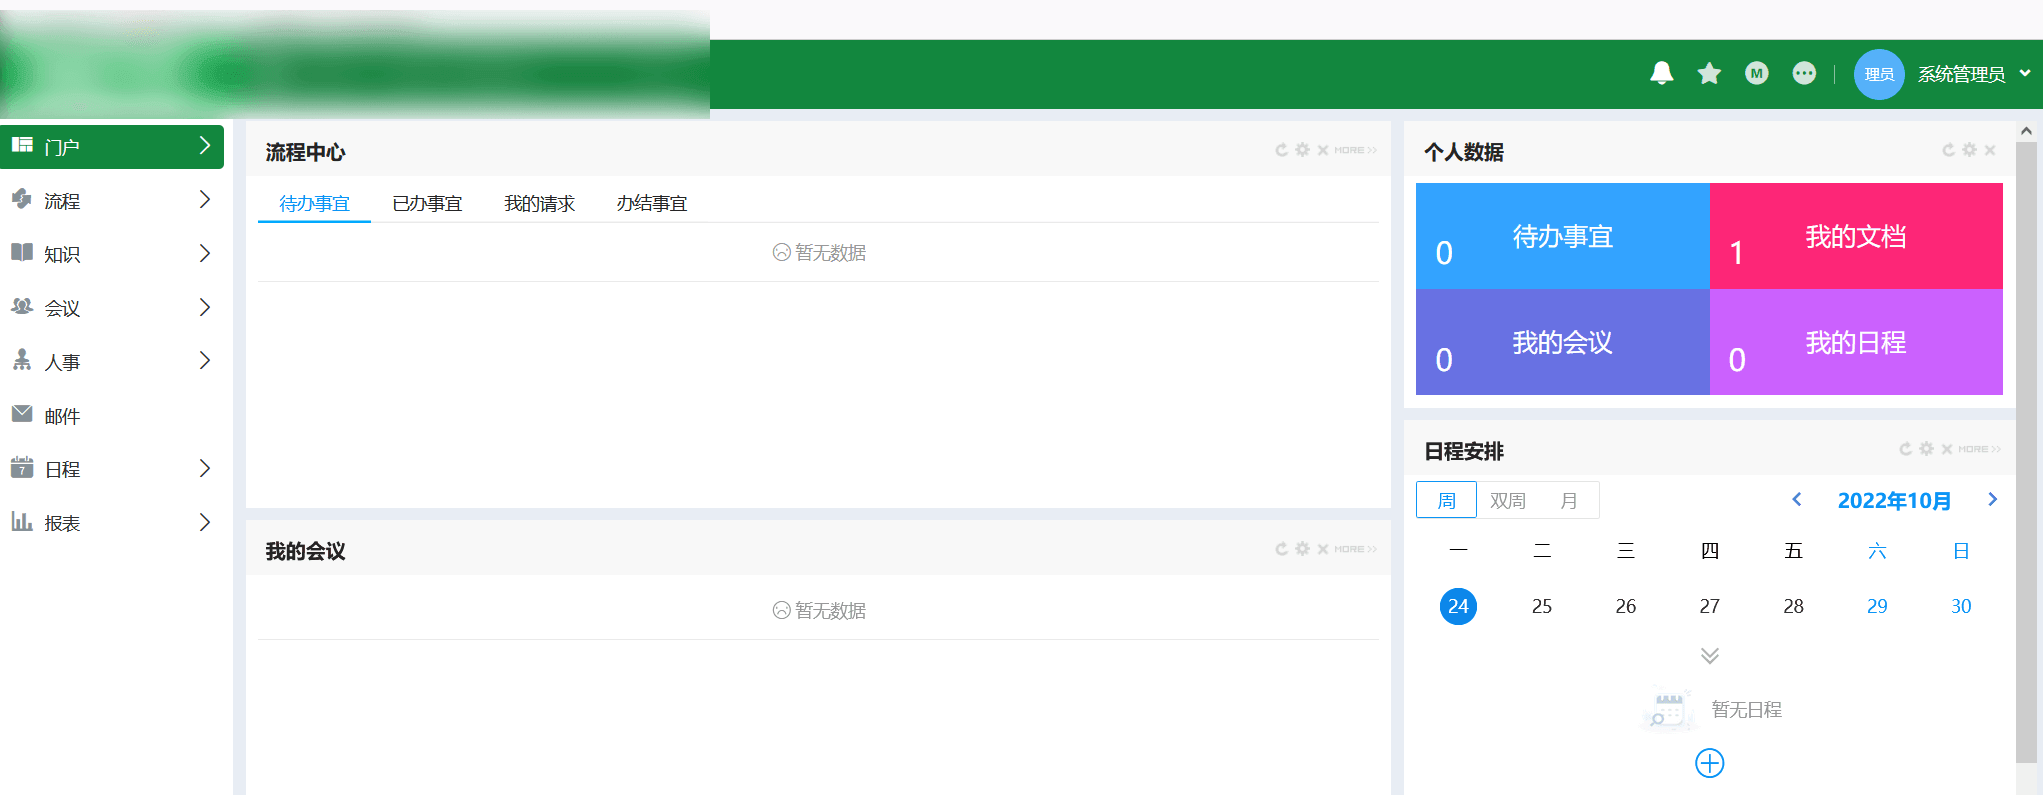 M
理员 系统管理员
门户
流程
知识
会议
人事
邮件
7
日程
报表
流程中心
MORE
待办事宜 已办事宜 我的请求 办结事宜
暂无数据
我的会议
MORE
暂无数据
个人数据
待办事宜
0
我的文档
1
我的会议
0
我的日程
0
日程安排
MORE
周 双周 月
2022年10月
一 二 三 四 五 六 日
24 25 26 27 28 29 30
暂无日程